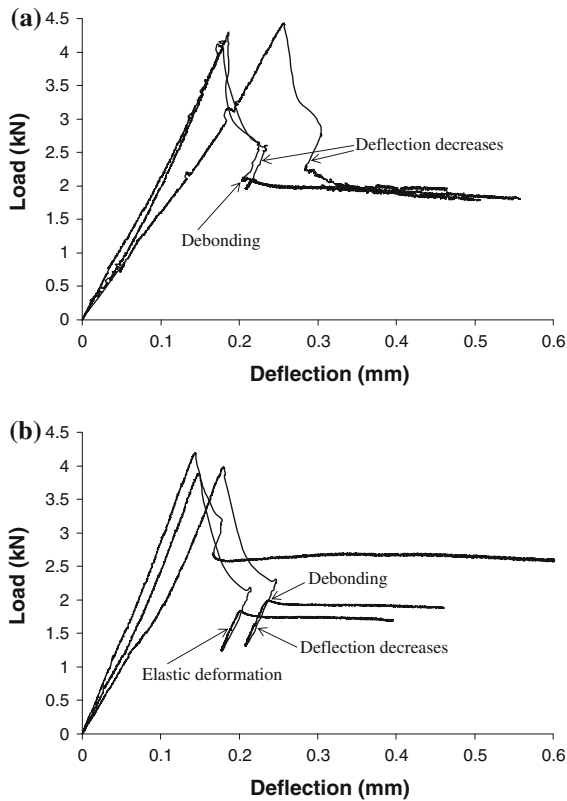 (a)
4.5
4
3.5
3
2.5
2
1.5
1
0.5
0
Load (kN)
Deflection decreases
Debonding
0 0.1 0.2 0.3 0.4 0.5 0.6
Deflection (mm)
(b)
4.5
4
3.5
3
2.5
2
1.5
1
0.5
0
Load (kN)
Debonding
Deflection decreases
Elastic deformation
0 0.1 0.2 0.3 0.4 0.5 0.6
Deflection (mm)